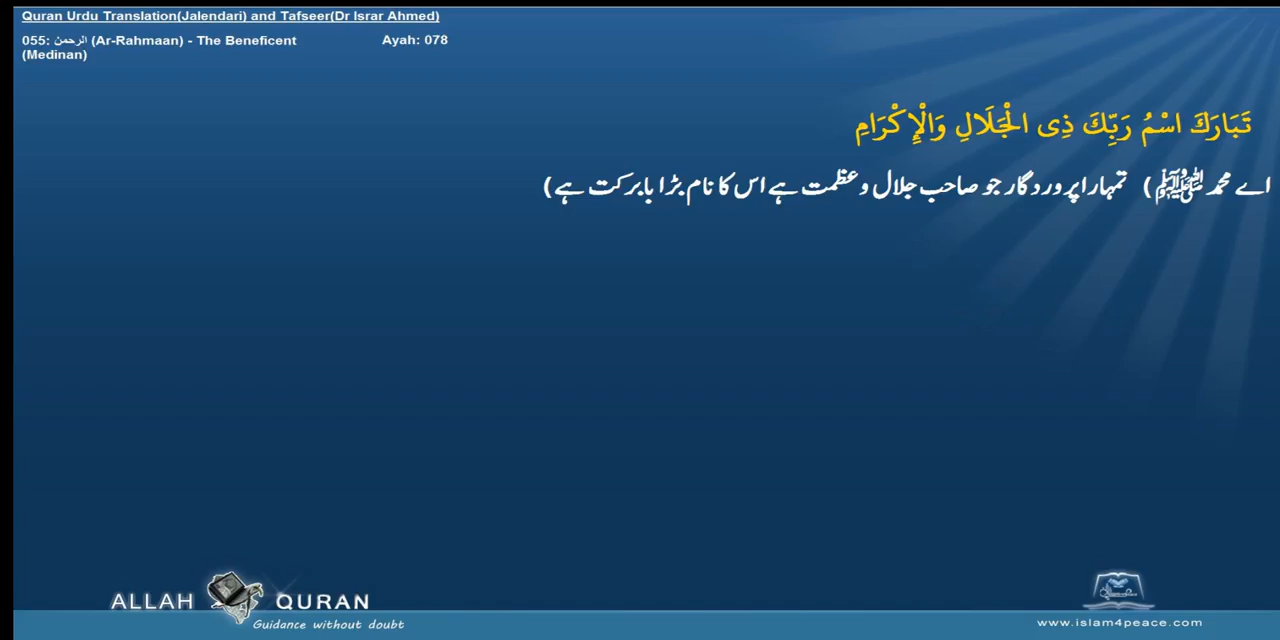 Quran Urdu Translation(Jalendari) and Tafseer(Dr Israr Ahmed)
055: الرحمن (Ar-Rahmaan) - The Beneficent Ayah: 078
(Medinan)
تَبَارَكَ اسْمُ رَبِّكَ ذِى الْجَلَالِ وَالْإِكْرَامِ
اے محمدﷺ) تمہارا پروردگار جو صاحب جلال و عظمت ہے اس کا نام بڑا بابرکت ہے)
ALLAH QURAN
Guidance without doubt
www.islam4peace.com